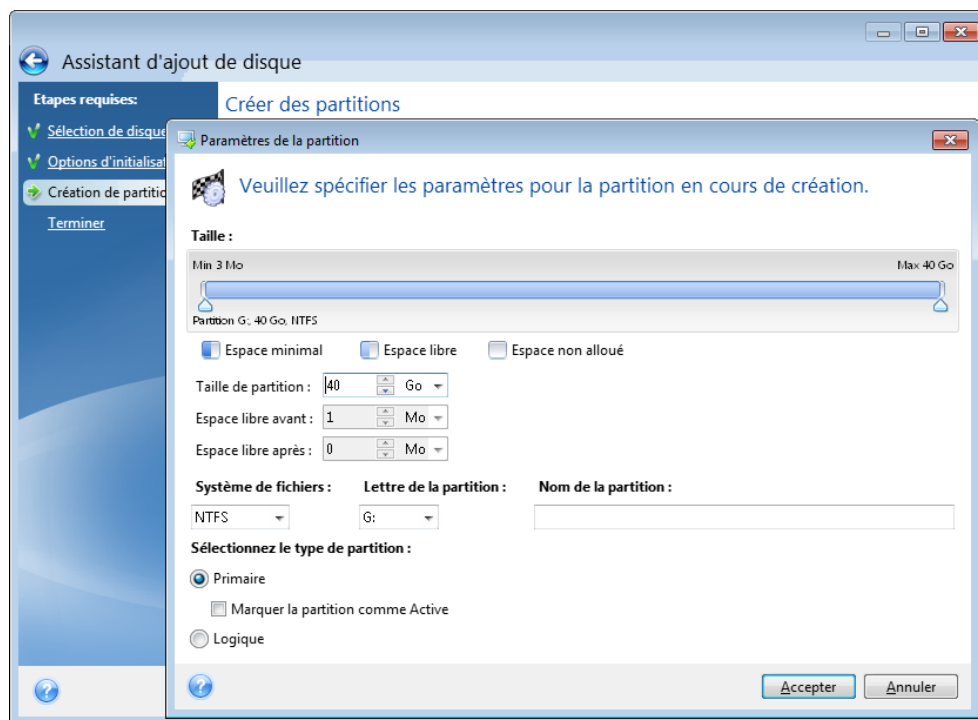 Assistant d'ajout de disque
Etapes requises:
Sélection de disque
Options d'initialisat
Création de partitio
Terminer
Créer des partitions
Paramètres de la partition
Veuillez spécifier les paramètres pour la partition en cours de création.
Taille :
Min 3 Mo Max 40 Go
Partition G:, 40 Go, NTFS
Espace minimal Espace libre Espace non alloué
Taille de partition : 40 Go
Espace libre avant : 1 Mo
Espace libre après : 0 Mo
Système de fichiers : Lettre de la partition : Nom de la partition :
NTFS G:
Sélectionnez le type de partition :
Primaire
Marquer la partition comme Active
Logique
Accepter Annuler